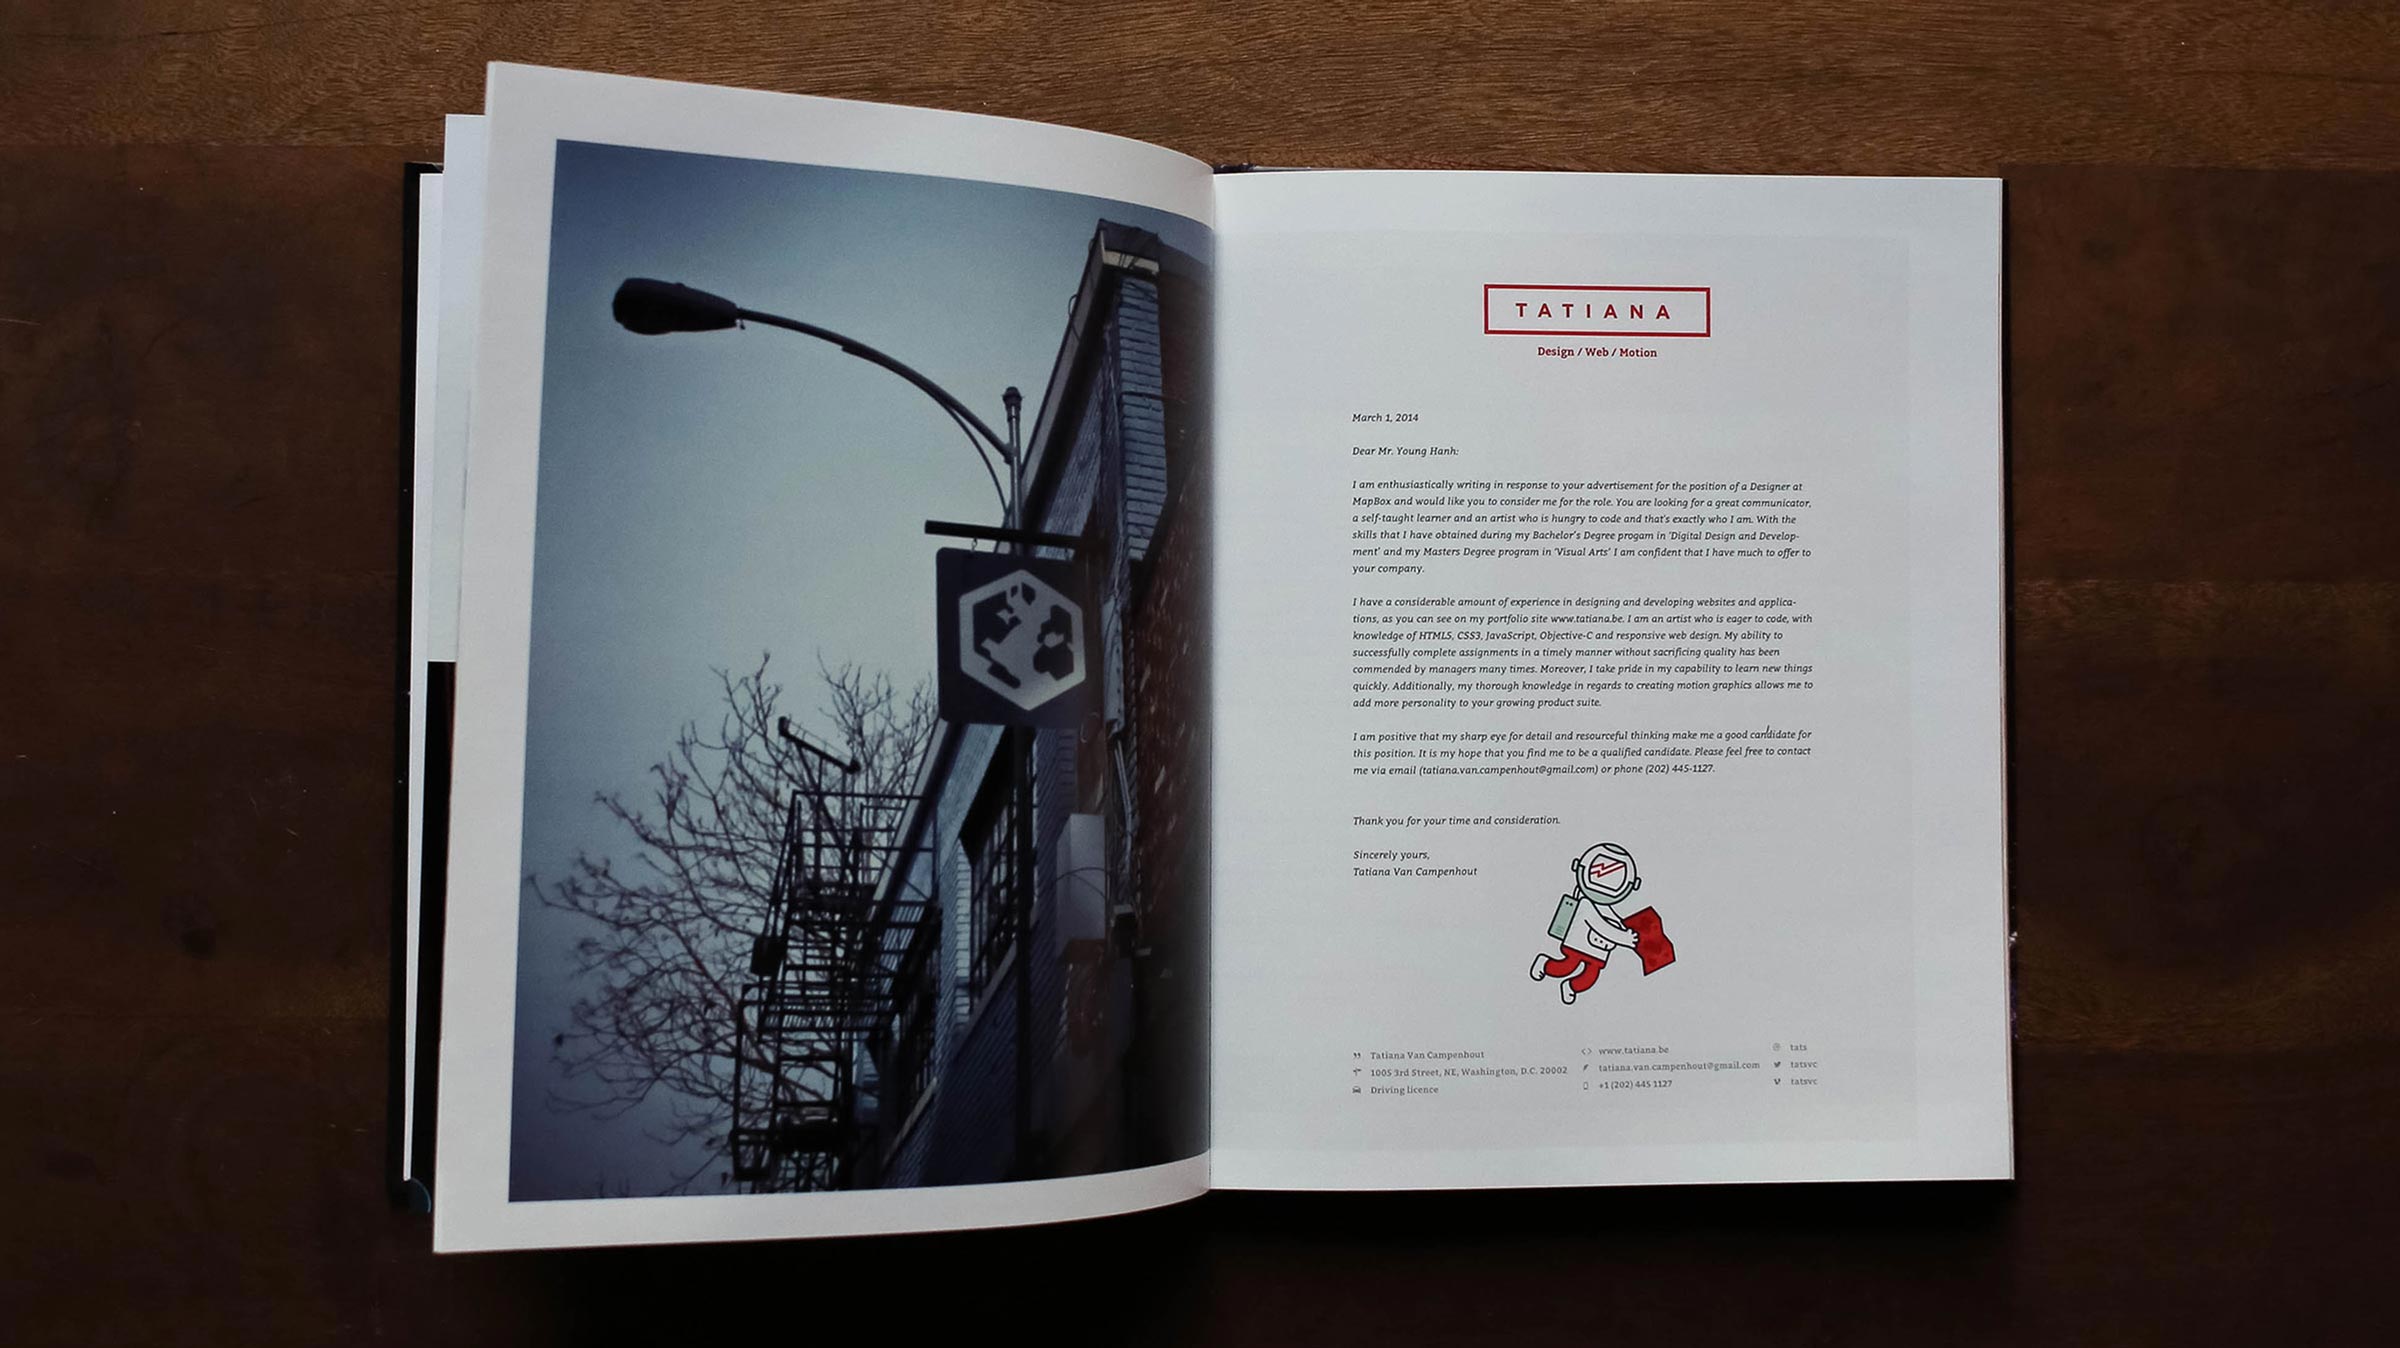 TATIANA
Design / Web / Motion
March 1, 2014
Dear Mr. Young Hanh:
I am enthusiastically writing in response to your advertisement for the position of a Designer at
MapBox and would like you to consider me for the role. You are looking for a great communicator,
a self-taught learner and an artist who is hungry to code and that's exactly who I am. With the
skills that I have obtained during my Bachelor's Degree progam in 'Digital Design and Develop-
ment' and my Masters Degree program in 'Visual Arts' I am confident that I have much to offer to
your company.
I have a considerable amount of experience in designing and developing websites and applica-
tions, as you can see on my portfolio site www.tatiana.be. I am an artist who is eager to code, with
knowledge of HTML5, CSS3, JavaScript, Objective-C and responsive web design. My ability to
successfully complete assignments in a timely manner without sacrificing quality has been
commended by managers many times. Moreover, I take pride in my capability to learn new things
quickly. Additionally, my thorough knowledge in regards to creating motion graphics allows me to
add more personality to your growing product suite.
I am positive that my sharp eye for detail and resourceful thinking make me a good candidate for
this position. It is my hope that you find me to be a qualified candidate. Please feel free to contact
me via email (tatiana.van.campenhout@gmail.com) or phone (202) 445-1127.
Thank you for your time and consideration.
Sincerely yours,
Tatiana Van Campenhout
Tatiana Van Campenhout
1005 3rd Street, NE, Washington, D.C. 20002
Driving licence
www.tatiana.be
tatiana.van.campenhout@gmail.com
+1 (202) 445 1127
tats
tatsvc
tatsvc